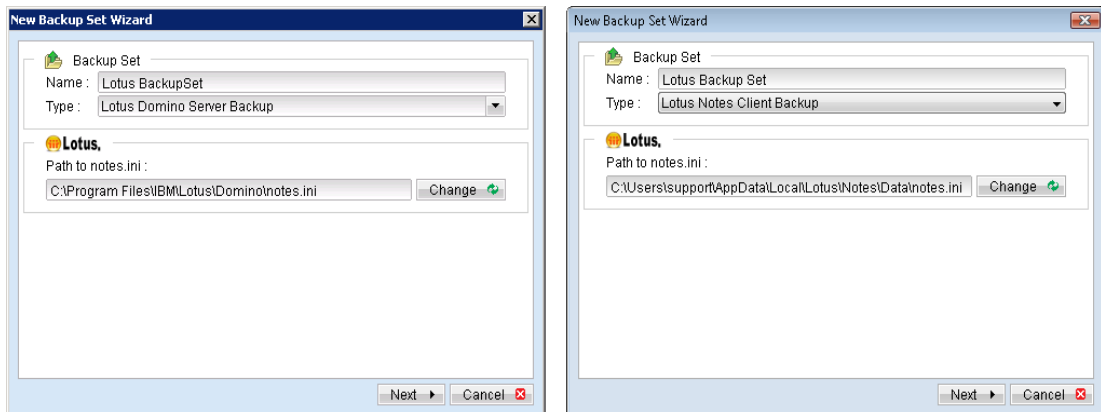 New Backup Set Wizard
Backup Set
Name : Lotus BackupSet
Type : Lotus Domino Server Backup
Lotus.
Path to notes.ini :
C:\Program Files\IBM\Lotus\Domino\notes.ini Change
Next Cancel
New Backup Set Wizard
Backup Set
Name : Lotus Backup Set
Type : Lotus Notes Client Backup
Lotus.
Path to notes.ini :
C:\Users\support\AppData\Local\Lotus\Notes\Data\notes.ini Change
Next Cancel